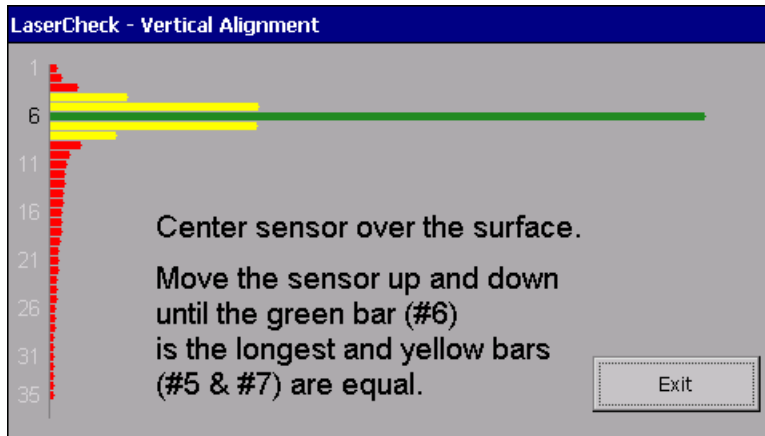 LaserCheck - Vertical Alignment
1
6
11
16
21
26
31
35
Center sensor over the surface.
Move the sensor up and down
until the green bar (#6)
is the longest and yellow bars
(#5 & #7) are equal.
Exit